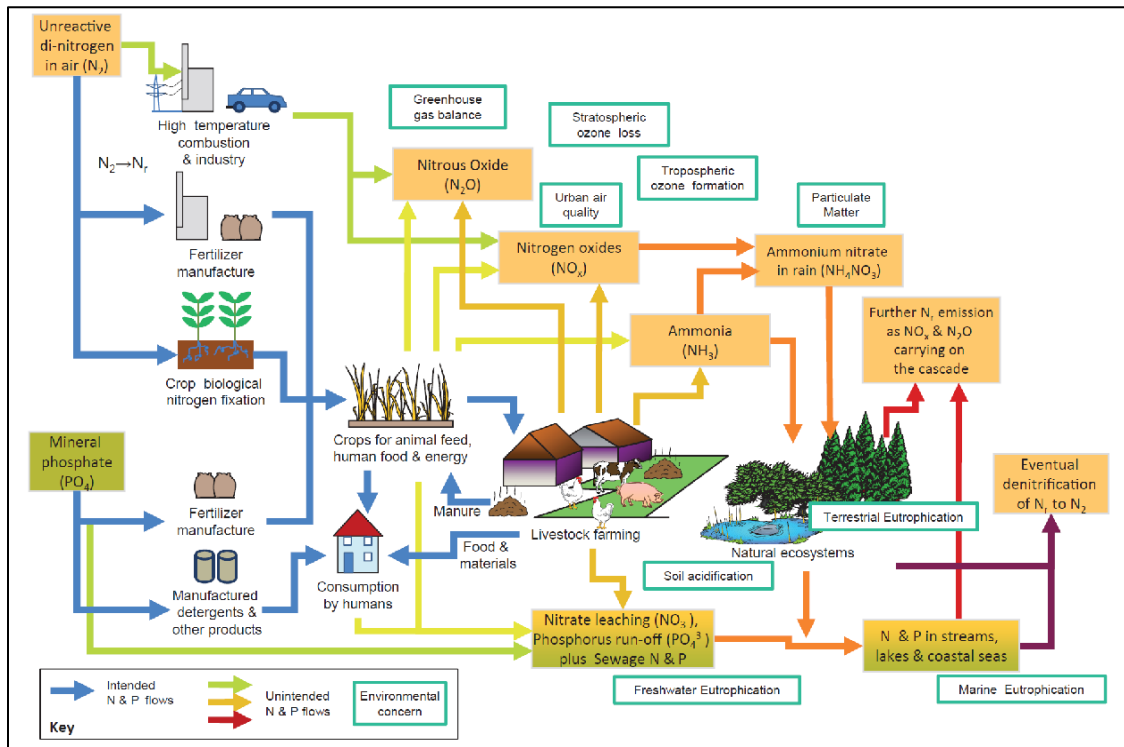 Unreactive
di-nitrogen
in air (N₂)
High temperature
combustion
& industry
N₂→Nᵣ
Fertilizer
manufacture
Crop biological
nitrogen fixation
Mineral
phosphate
(PO₄)
Fertilizer
manufacture
Manufactured
detergents &
other products
Greenhouse
gas balance
Stratospheric
ozone loss
Nitrous Oxide
(N₂O)
Tropospheric
ozone formation
Urban air
quality
Particulate
Matter
Nitrogen oxides
(NOₓ)
Ammonium nitrate
in rain (NH₄NO₃)
Ammonia
(NH₃)
Further Nᵣ emission
as NOₓ & N₂O
carrying on
the cascade
Crops for animal feed,
human food & energy
Manure
Livestock farming
Food &
materials
Consumption
by humans
Natural ecosystems
Terrestrial Eutrophication
Eventual
denitrification
of Nᵣ to N₂
Soil acidification
Nitrate leaching (NO₃),
Phosphorus run-off (PO₄³)
plus Sewage N & P
N & P in streams,
lakes & coastal seas
Freshwater Eutrophication
Marine Eutrophication
Intended
N & P flows
Unintended
N & P flows
Environmental
concern
Key